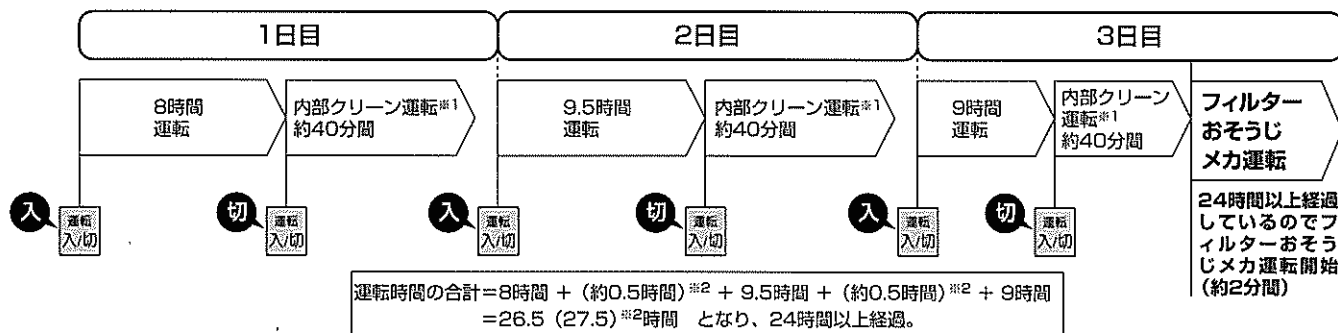 1日目
2日目
3日目
8時間
運転
内部クリーン運転※1
約40分間
9.5時間
運転
内部クリーン運転※1
約40分間
9時間
運転
内部クリーン
運転※1
約40分間
フィルター
おそうじ
メカ運転
入
運転
入/切
切
運転
入/切
入
運転
入/切
切
運転
入/切
入
運転
入/切
切
運転
入/切
24時間以上経過
しているのでフ
ィルターおそう
じメカ運転開始
(約2分間)
運転時間の合計=8時間 + (約0.5時間)※2 + 9.5時間 + (約0.5時間)※2 + 9時間
=26.5 (27.5)※2時間 となり、24時間以上経過。